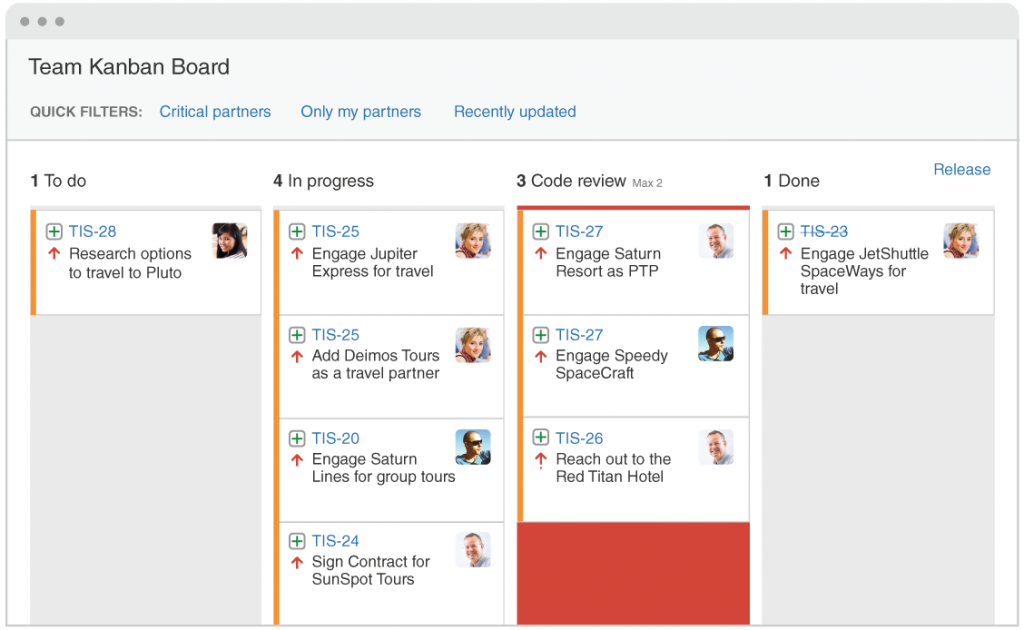 Team Kanban Board
QUICK FILTERS: Critical partners Only my partners Recently updated
Release
1 To do
TIS-28
Research options
to travel to Pluto
4 In progress
TIS-25
Engage Jupiter
Express for travel
TIS-25
Add Deimos Tours
as a travel partner
TIS-20
Engage Saturn
Lines for group tours
TIS-24
Sign Contract for
SunSpot Tours
3 Code review Max 2
TIS-27
Engage Saturn
Resort as PTP
TIS-27
Engage Speedy
SpaceCraft
TIS-26
Reach out to the
Red Titan Hotel
1 Done
TIS-23
Engage JetShuttle
SpaceWays for
travel